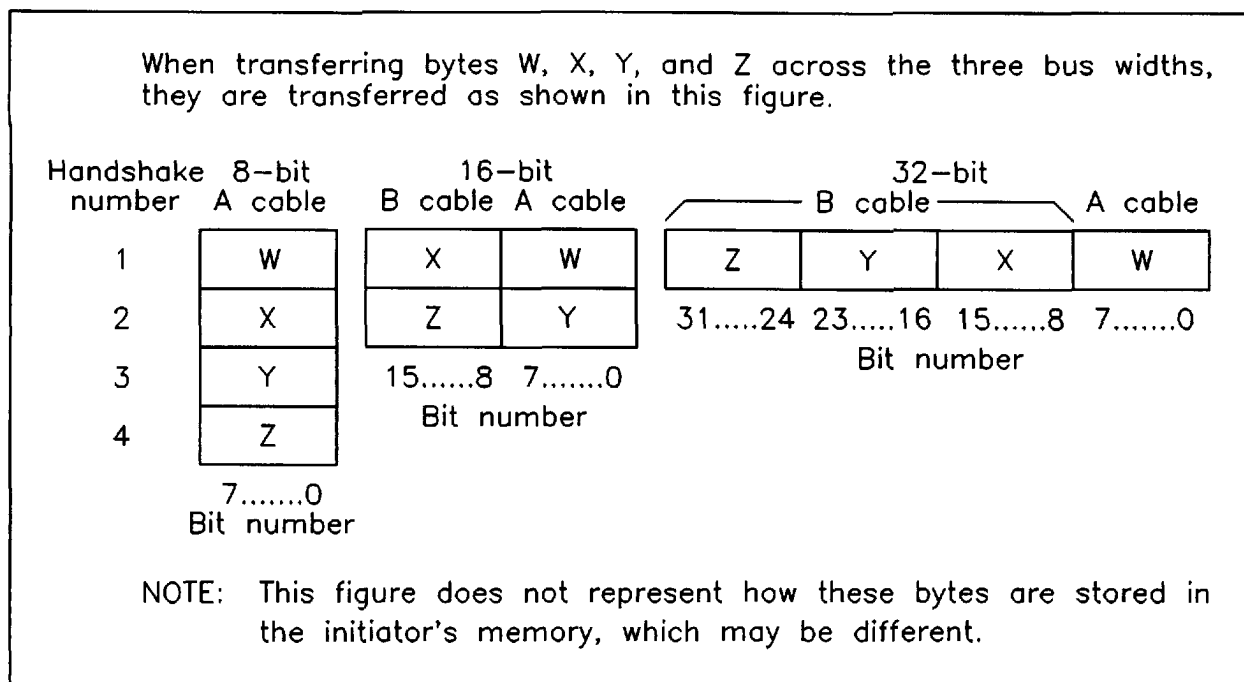 When transferring bytes W, X, Y, and Z across the three bus widths,
they are transferred as shown in this figure.
Handshake 8-bit 16-bit 32-bit
number A cable B cable A cable B cable A cable
1 W X W Z Y X W
2 X Z Y 31.....24 23.....16 15......8 7.......0
3 Y 15......8 7.......0 Bit number
4 Z Bit number
7.......0
Bit number
NOTE: This figure does not represent how these bytes are stored in
the initiator's memory, which may be different.